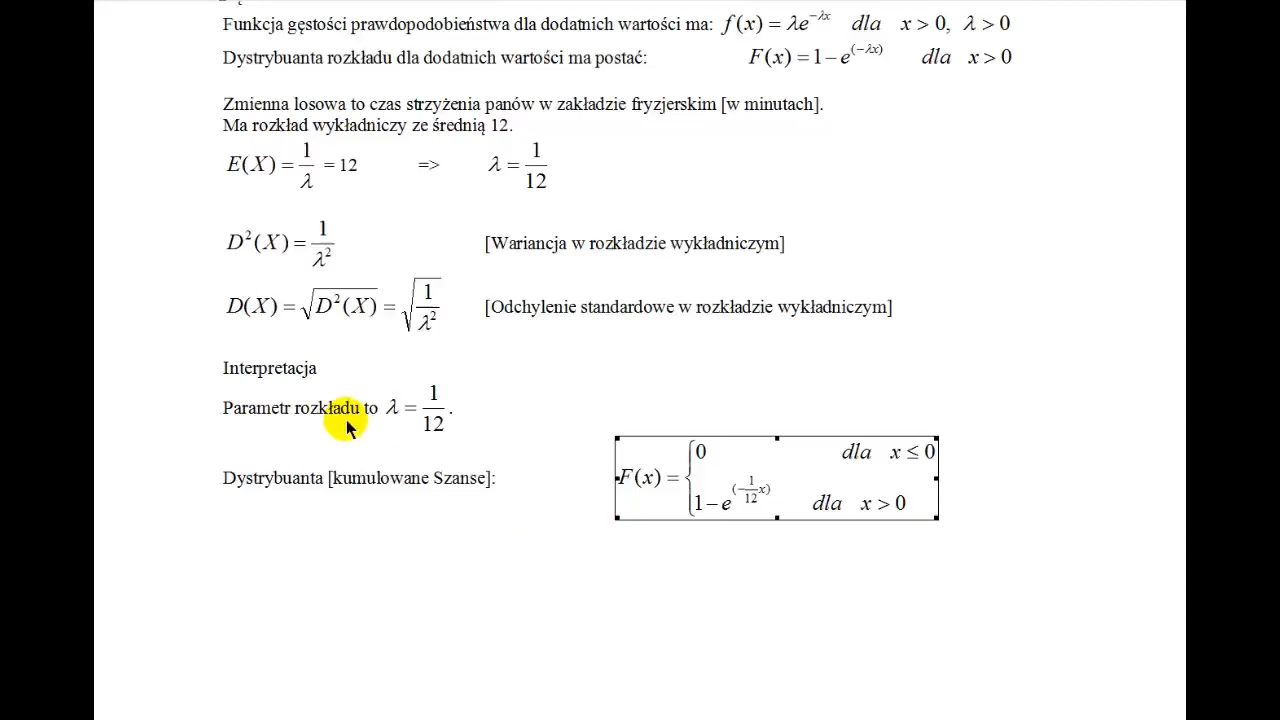 Funkcja gęstości prawdopodobieństwa dla dodatnich wartości ma: f(x) = λe^{−λx} dla x > 0, λ > 0
Dystrybuanta rozkładu dla dodatnich wartości ma postać: F(x) = 1 − e^{(−λx)} dla x > 0
Zmienna losowa to czas strzyżenia panów w zakładzie fryzjerskim [w minutach].
Ma rozkład wykładniczy ze średnią 12.
E(X) = 1/λ = 12 => λ = 1/12
D²(X) = 1/λ² [Wariancja w rozkładzie wykładniczym]
D(X) = √D²(X) = √(1/λ²) [Odchylenie standardowe w rozkładzie wykładniczym]
Interpretacja
Parametr rozkładu to λ = 1/12 .
Dystrybuanta [kumulowane Szanse]: F(x) = { 0 dla x ≤ 0
1 − e^{(−1/12 x)} dla x > 0